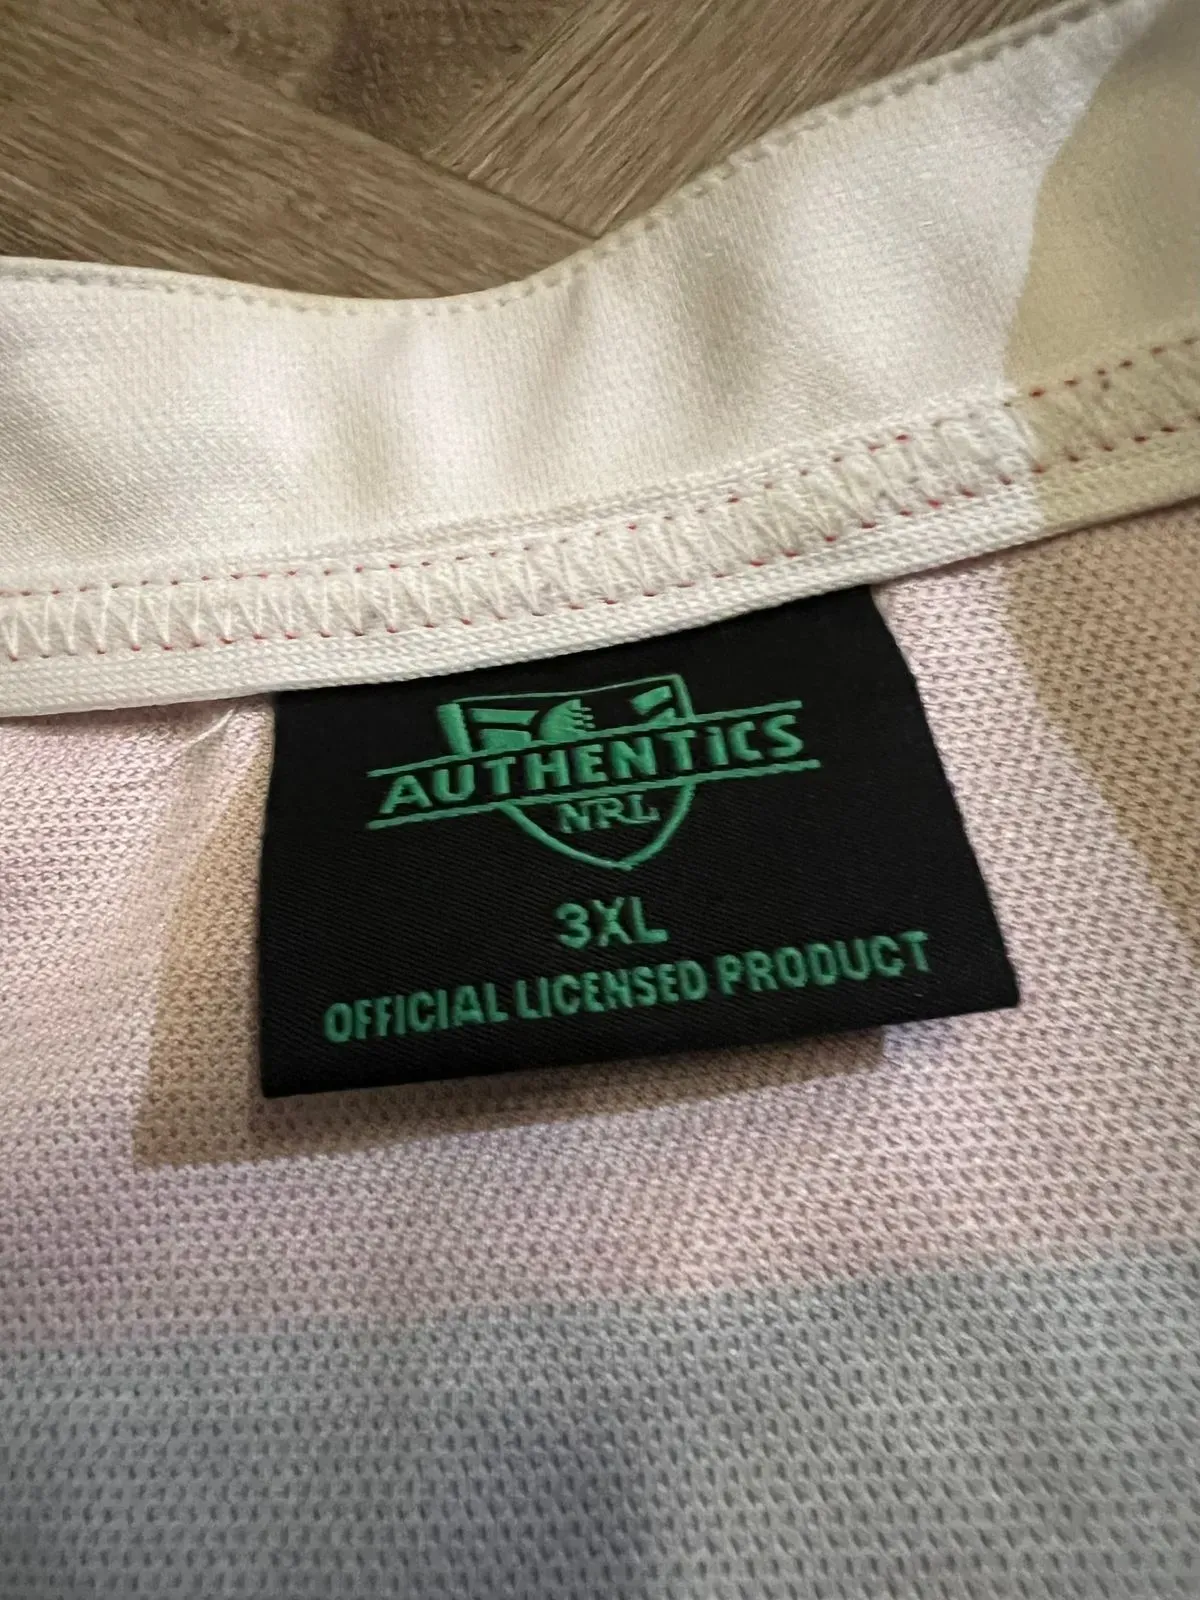 AUTHENTICS
NRL
3XL
OFFICIAL LICENSED PRODUCT